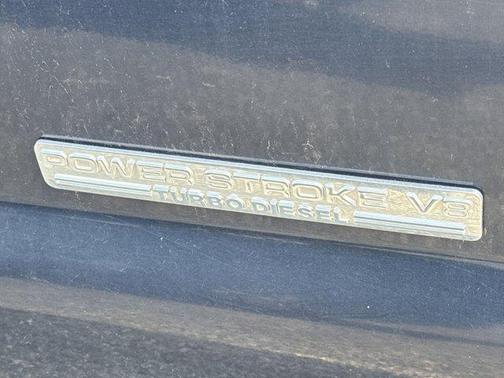 POWER STROKE V8
TURBO DIESEL